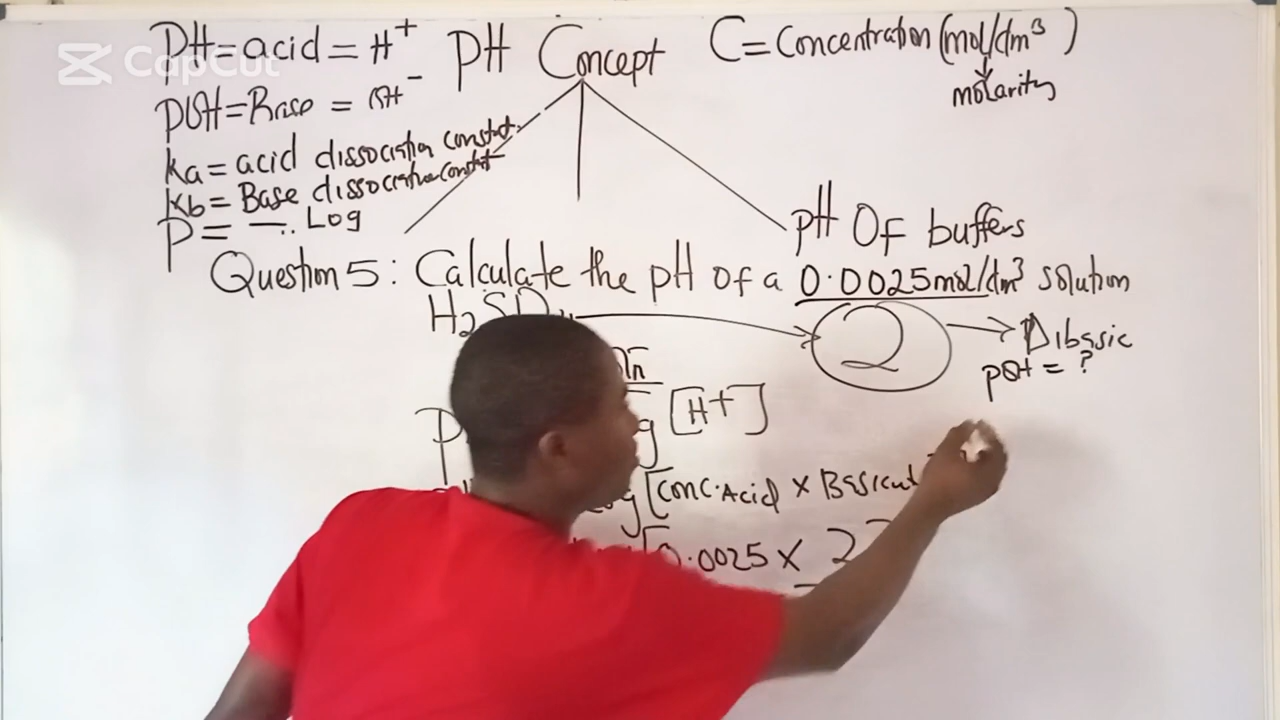 CapCut
PH = acid = H⁺
POH = Base = OH⁻
Ka = acid dissociation constat
Kb = Base dissociation constat
P = - Log
PH Concept
C = Concentration (mol/dm³)
molarity
pH Of buffers
Question 5: Calculate the pH of a 0.0025mol/dm³ solution
H₂SO₄ → 2 → Dibasic
pOH = ?
[H+]
[Conc. Acid x Basicit
0.0025 x 2]